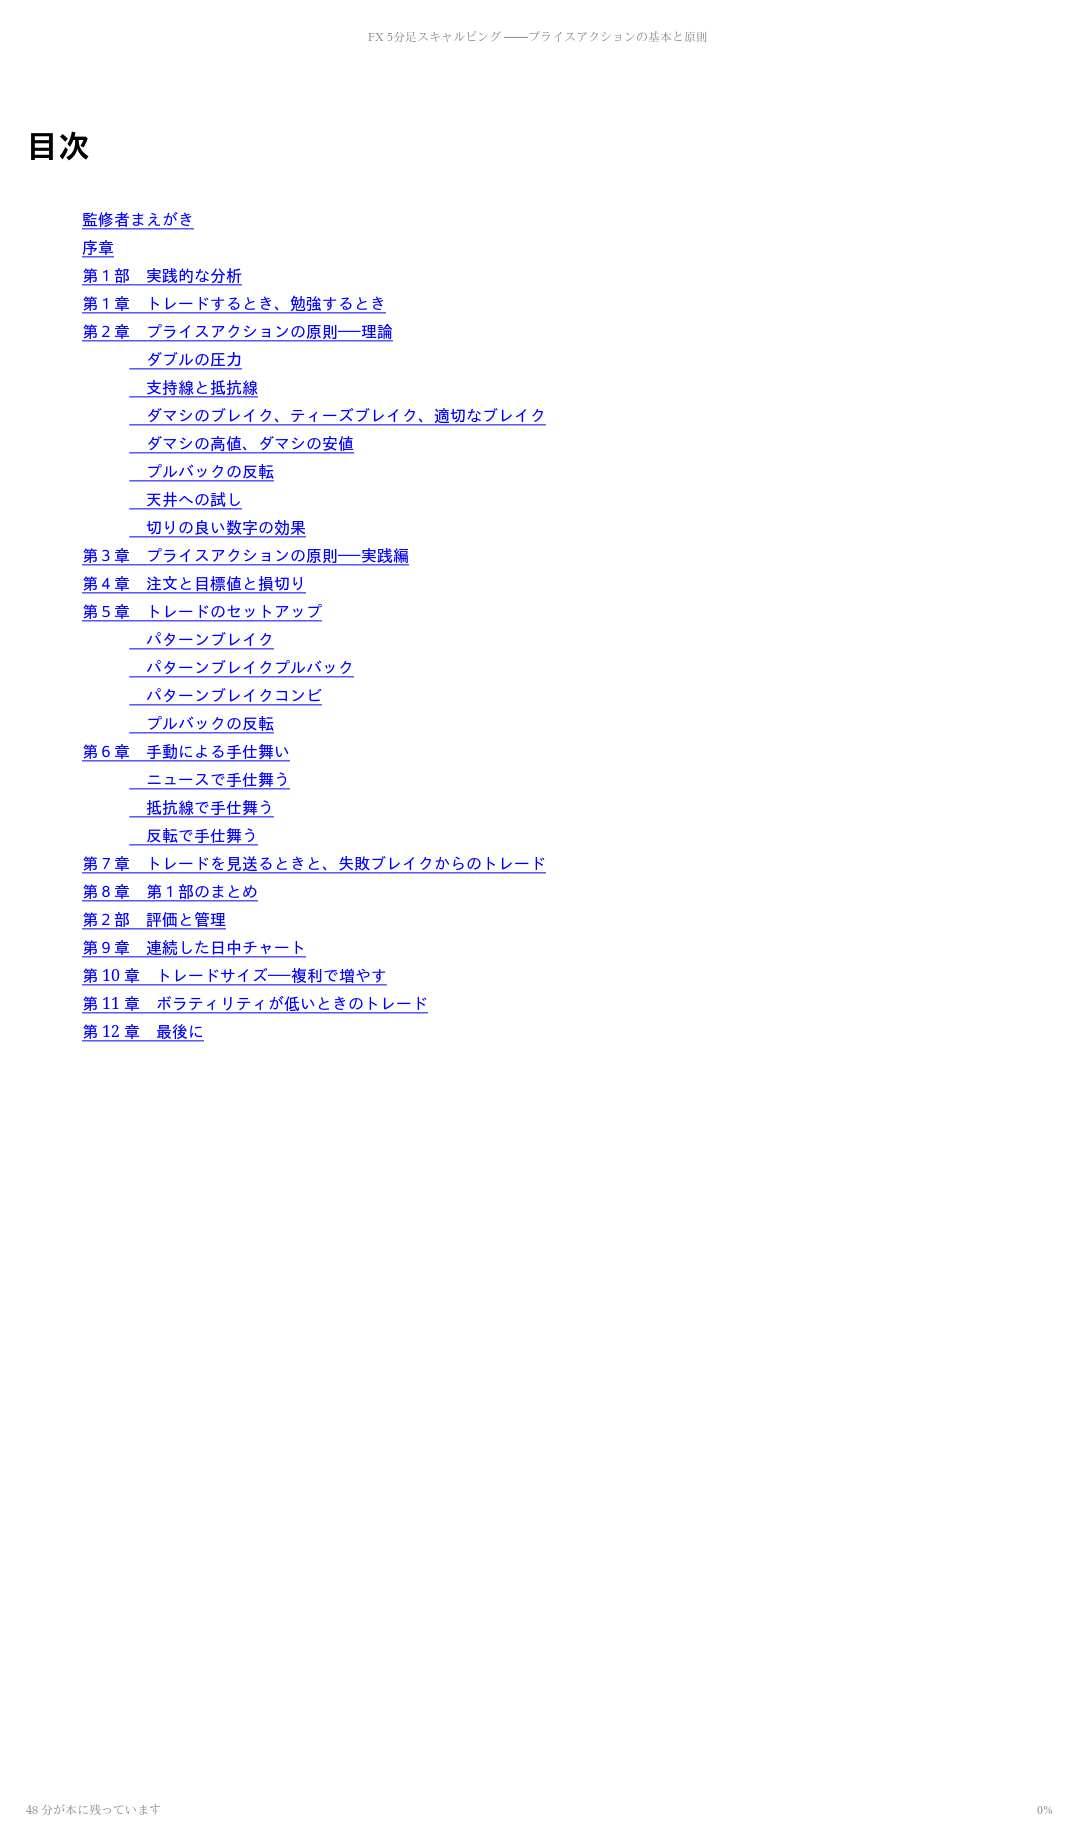 FX 5分足スキャルピング ──プライスアクションの基本と原則
目次
監修者まえがき
序章
第１部　実践的な分析
第１章　トレードするとき、勉強するとき
第２章　プライスアクションの原則──理論
ダブルの圧力
支持線と抵抗線
ダマシのブレイク、ティーズブレイク、適切なブレイク
ダマシの高値、ダマシの安値
プルバックの反転
天井への試し
切りの良い数字の効果
第３章　プライスアクションの原則──実践編
第４章　注文と目標値と損切り
第５章　トレードのセットアップ
パターンブレイク
パターンブレイクプルバック
パターンブレイクコンビ
プルバックの反転
第６章　手動による手仕舞い
ニュースで手仕舞う
抵抗線で手仕舞う
反転で手仕舞う
第７章　トレードを見送るときと、失敗ブレイクからのトレード
第８章　第１部のまとめ
第２部　評価と管理
第９章　連続した日中チャート
第 10 章　トレードサイズ──複利で増やす
第 11 章　ボラティリティが低いときのトレード
第 12 章　最後に
48 分が本に残っています
0%